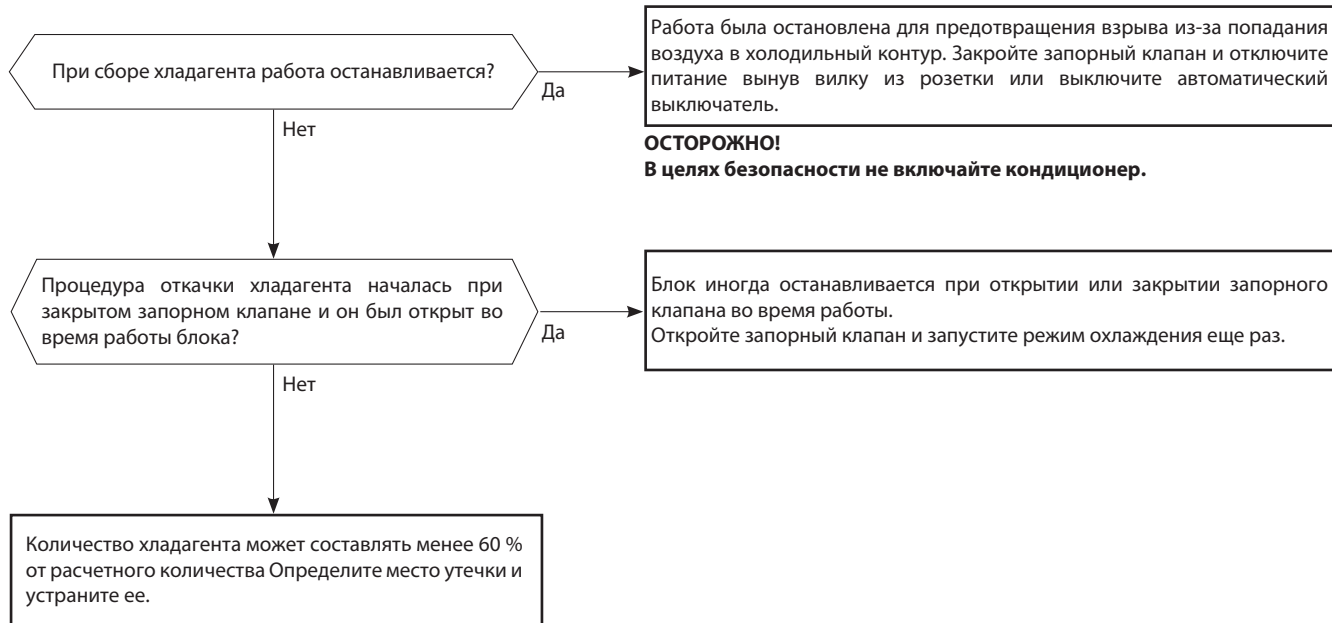 При сборе хладагента работа останавливается?
Да
Работа была остановлена для предотвращения взрыва из-за попадания
воздуха в холодильный контур. Закройте запорный клапан и отключите
питание вынув вилку из розетки или выключите автоматический
выключатель.
ОСТОРОЖНО!
В целях безопасности не включайте кондиционер.
Нет
Процедура откачки хладагента началась при
закрытом запорном клапане и он был открыт во
время работы блока?
Да
Блок иногда останавливается при открытии или закрытии запорного
клапана во время работы.
Откройте запорный клапан и запустите режим охлаждения еще раз.
Нет
Количество хладагента может составлять менее 60 %
от расчетного количества Определите место утечки и
устраните ее.